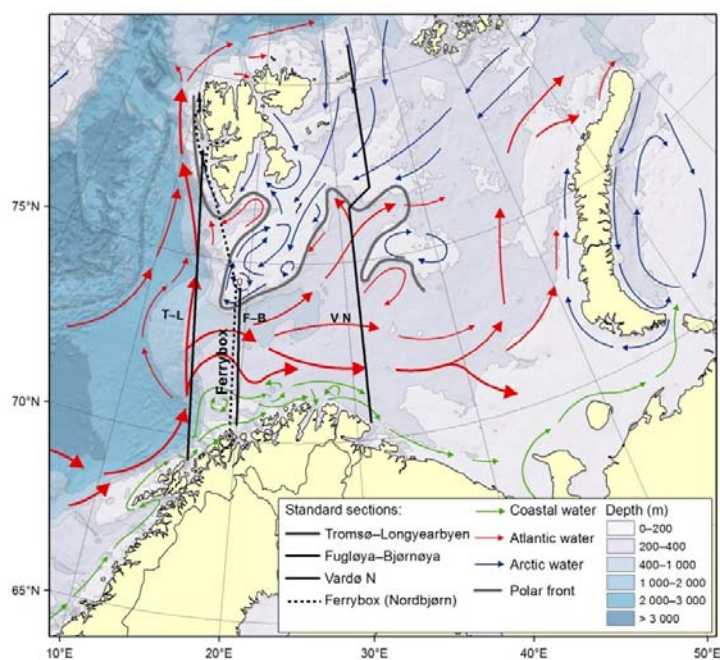 75°N
70°N
65°N
T–L
Ferrybox
F–B
V N
Standard sections:
Tromsø–Longyearbyen
Fugløya–Bjørnøya
Vardø N
Ferrybox (Nordbjørn)
Coastal water
Atlantic water
Arctic water
Polar front
Depth (m)
0–200
200–400
400–1 000
1 000–2 000
2 000–3 000
> 3 000
10°E
20°E
30°E
40°E
50°E